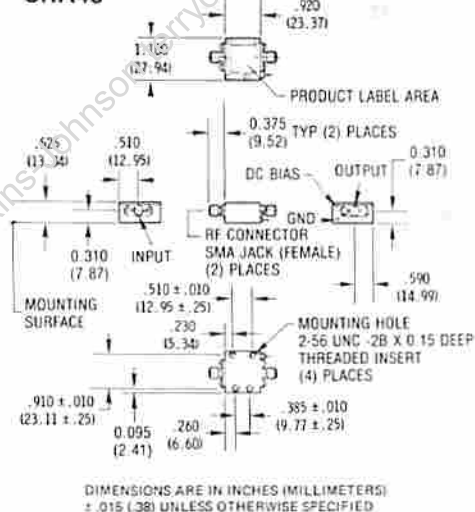 .920
(23.37)
1.100
(27.94)
PRODUCT LABEL AREA
0.375 TYP (2) PLACES
(9.52)
.525
(13.34)
.510
(12.95)
DC BIAS
OUTPUT
0.310
(7.87)
GND
0.310
(7.87)
INPUT
RF CONNECTOR
SMA JACK (FEMALE)
(2) PLACES
.590
(14.99)
MOUNTING
SURFACE
.510 ± .010
(12.95 ± .25)
.230
(5.34)
MOUNTING HOLE
2-56 UNC -2B X 0.15 DEEP
THREADED INSERT
(4) PLACES
.910 ± .010
(23.11 ± .25)
0.095
(2.41)
.260
(6.60)
.385 ± .010
(9.77 ± .25)
DIMENSIONS ARE IN INCHES (MILLIMETERS)
± .015 (.38) UNLESS OTHERWISE SPECIFIED